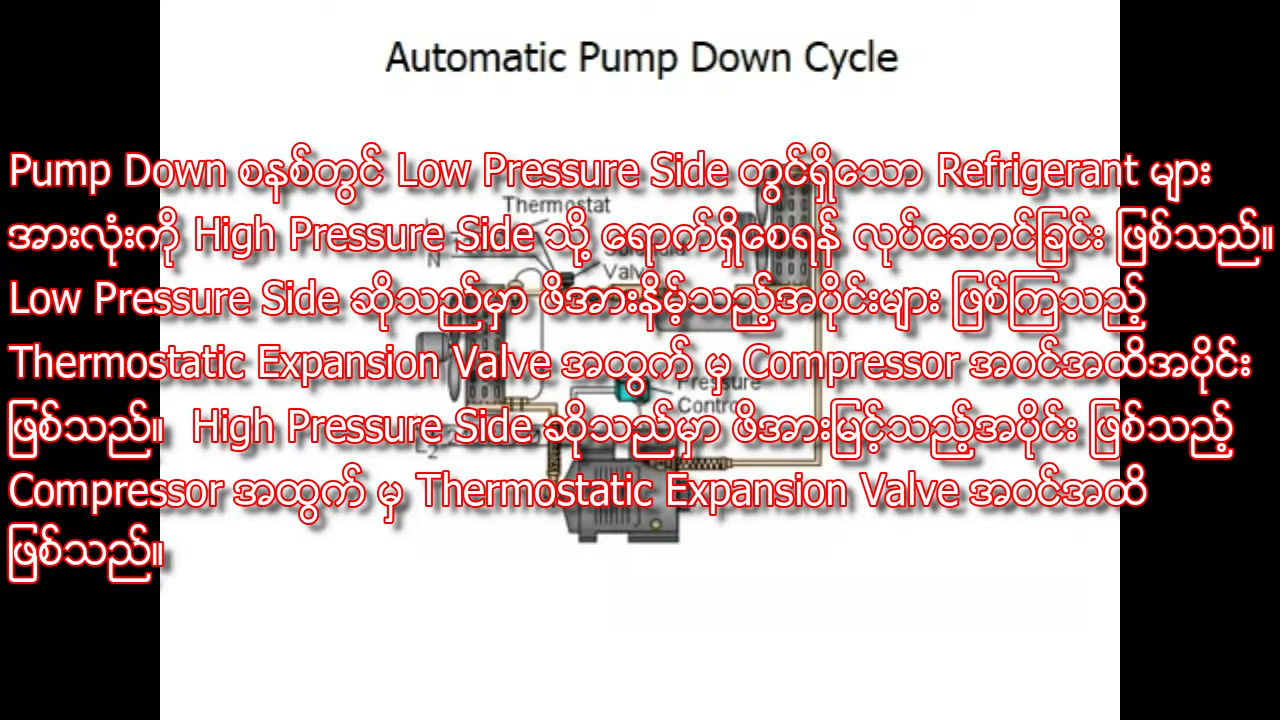 Automatic Pump Down Cycle
Pump Down စနစ်တွင် Low Pressure Side တွင်ရှိသော Refrigerant များ
အားလုံးကို High Pressure Side သို့ ရောက်ရှိစေရန် လုပ်ဆောင်ခြင်း ဖြစ်သည်။
Low Pressure Side ဆိုသည်မှာ ဖိအားနိမ့်သည့်အပိုင်းများ ဖြစ်ကြသည့်
Thermostatic Expansion Valve အထွက် မှ Compressor အဝင်အထိအပိုင်း
ဖြစ်သည်။ High Pressure Side ဆိုသည်မှာ ဖိအားမြင့်သည့်အပိုင်း ဖြစ်သည့်
Compressor အထွက် မှ Thermostatic Expansion Valve အဝင်အထိ
ဖြစ်သည်။
Thermostat
N
Solenoid
Valve
Pressure
Control
L2